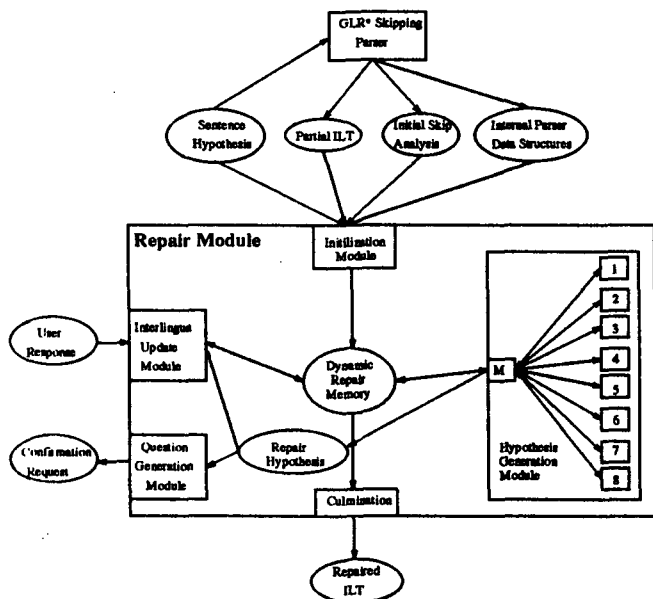 GLR* Skipping
Parser
Sentence
Hypothesis
Partial ILT
Initial Skip
Analysis
Internal Parser
Data Structures
Repair Module
Initilization
Module
User
Response
Interlingua
Update
Module
Dynamic
Repair
Memory
M
1
2
3
4
5
6
7
8
Hypothesis
Generation
Module
Confirmation
Request
Question
Generation
Module
Repair
Hypothesis
Culmination
Repaired
ILT